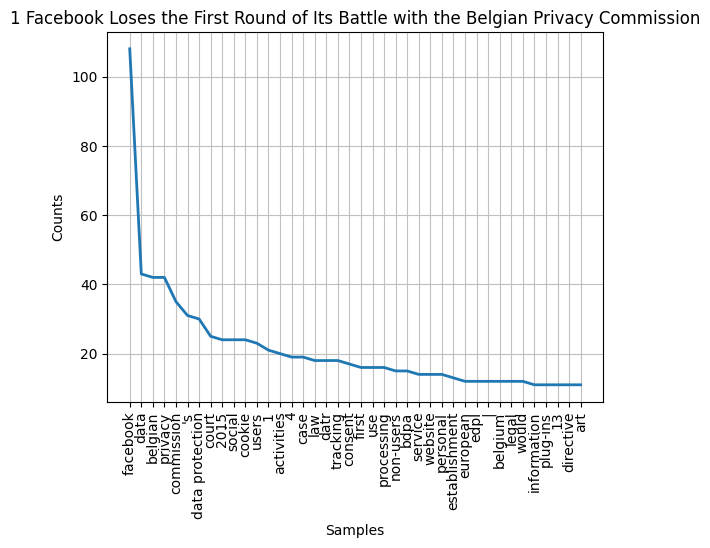 1 Facebook Loses the First Round of Its Battle with the Belgian Privacy Commission
100
80
60
40
20
Counts
facebook
data
belgian
privacy
commission
's
data protection
court
2015
social
cookie
users
1
activities
4
case
law
datr
tracking
consent
first
use
processing
non-users
bdpa
service
website
personal
establishment
european
edpl
|
belgium
legal
would
information
plug-ins
13
directive
art
Samples